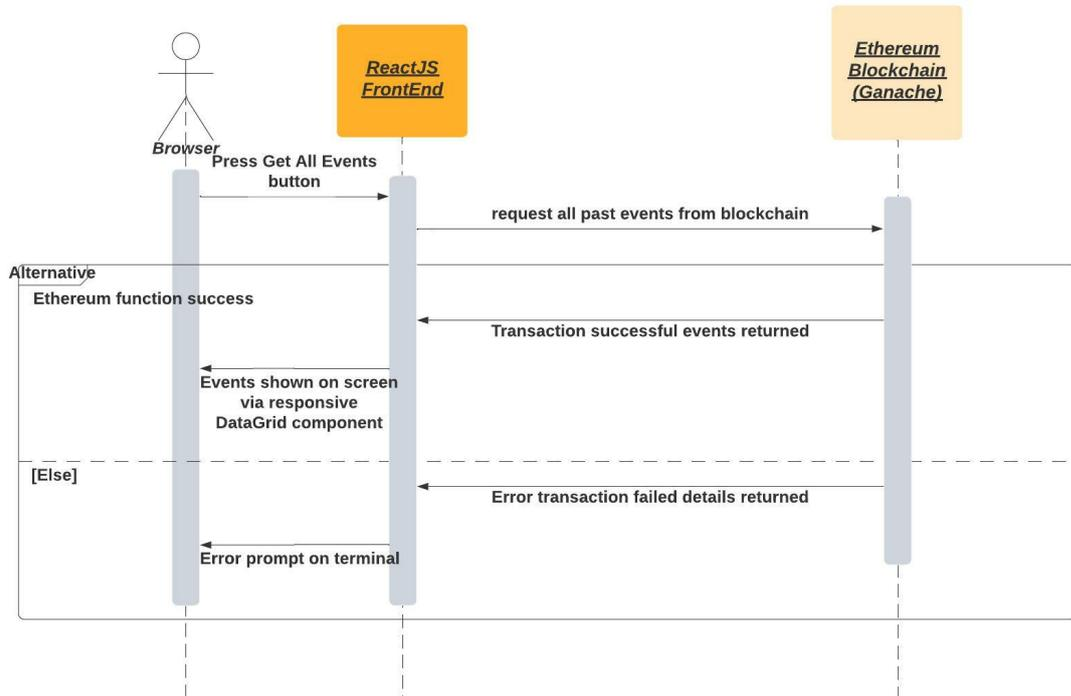 Ethereum
Blockchain
(Ganache)
ReactJS
FrontEnd
Browser
Press Get All Events
button
request all past events from blockchain
Alternative
Ethereum function success
Transaction successful events returned
Events shown on screen
via responsive
DataGrid component
[Else]
Error transaction failed details returned
Error prompt on terminal